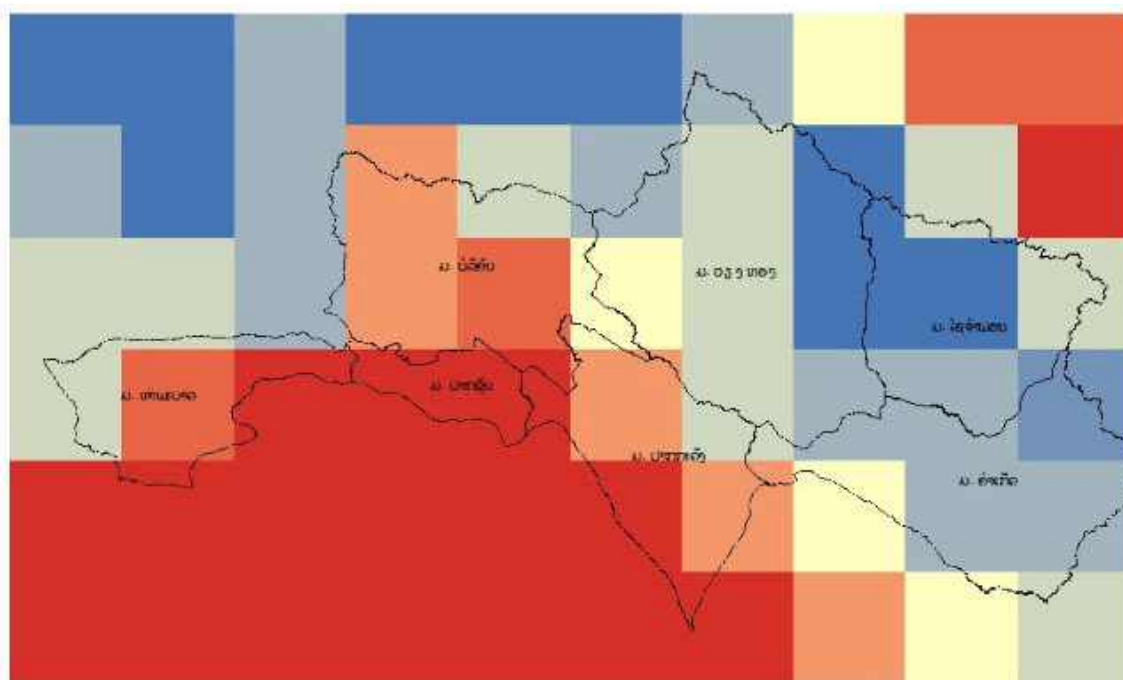 ມ. ບໍລິຄັນ
ມ. ວຽງທອງ
ມ. ໄຊຈໍາພອນ
ມ. ທ່າພະບາດ
ມ. ປາກຊັນ
ມ. ປາກກະດິງ
ມ. ຄໍາເກີດ